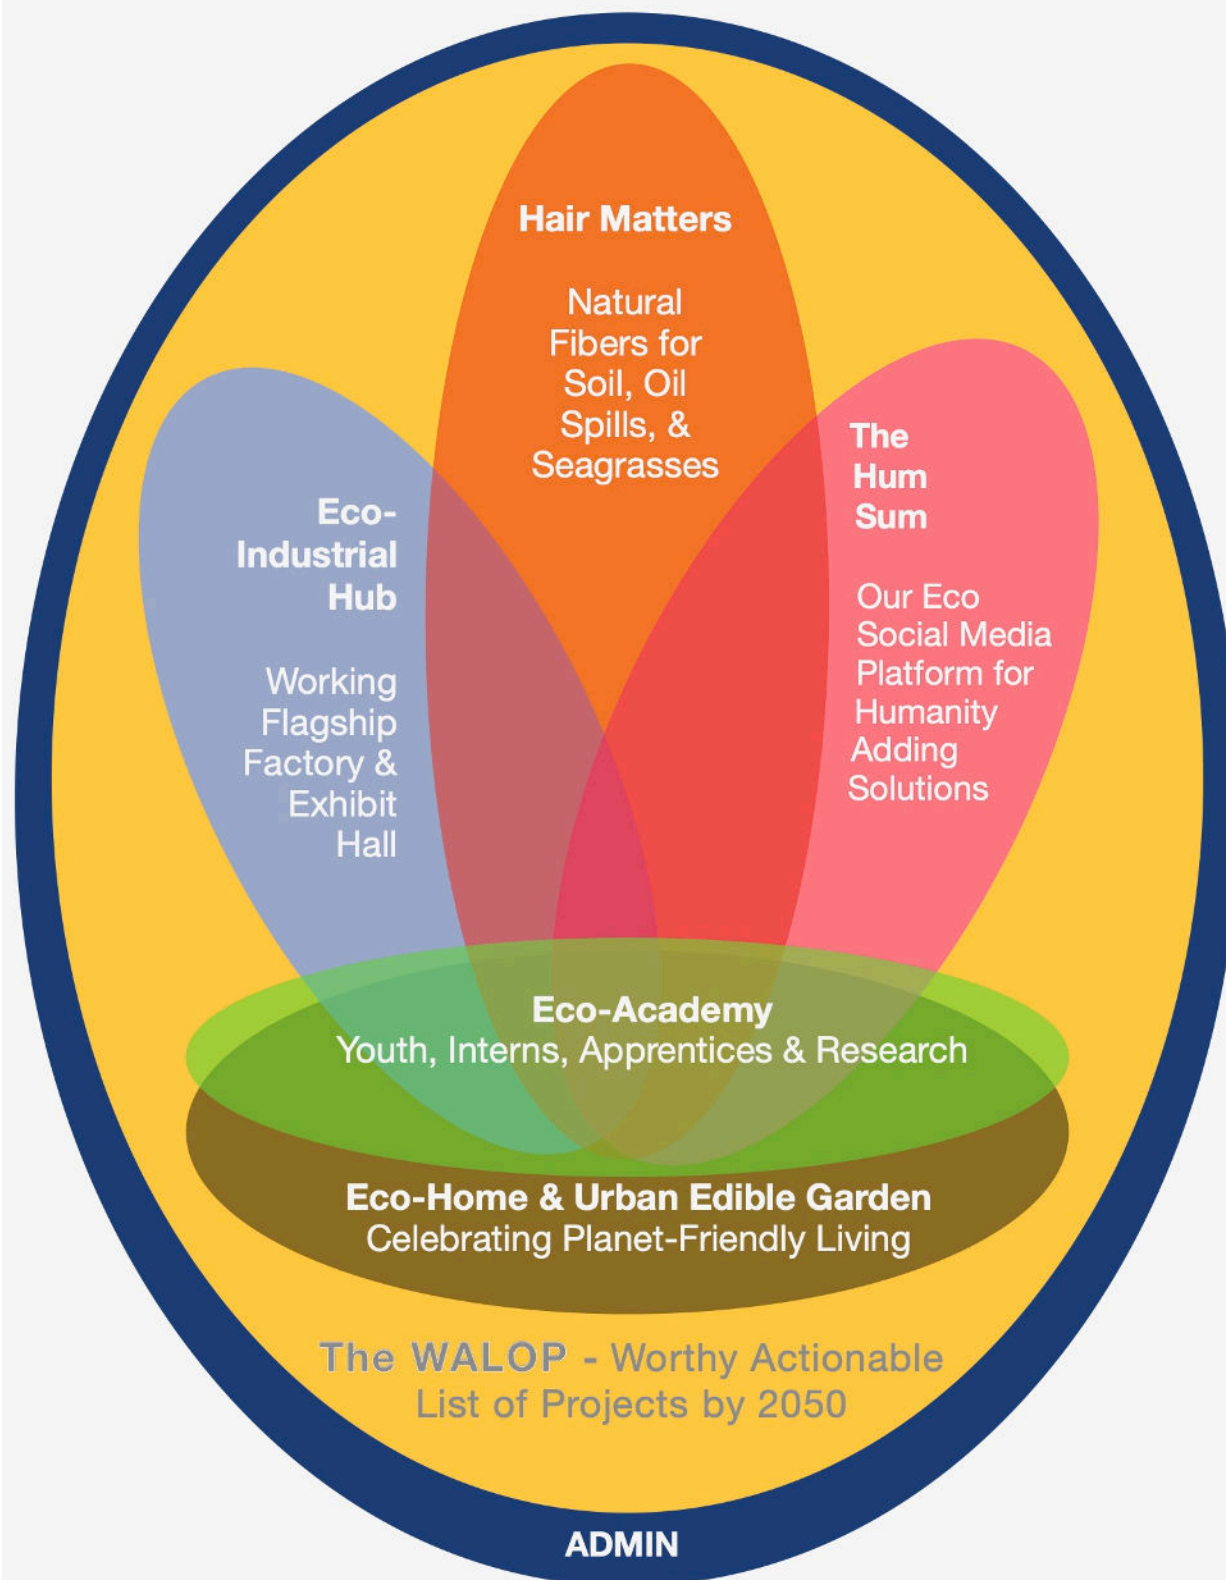 Hair Matters
Natural
Fibers for
Soil, Oil
Spills, &
Seagrasses
Eco-
Industrial
Hub
Working
Flagship
Factory &
Exhibit
Hall
The
Hum
Sum
Our Eco
Social Media
Platform for
Humanity
Adding
Solutions
Eco-Academy
Youth, Interns, Apprentices & Research
Eco-Home & Urban Edible Garden
Celebrating Planet-Friendly Living
The WALOP - Worthy Actionable
List of Projects by 2050
ADMIN